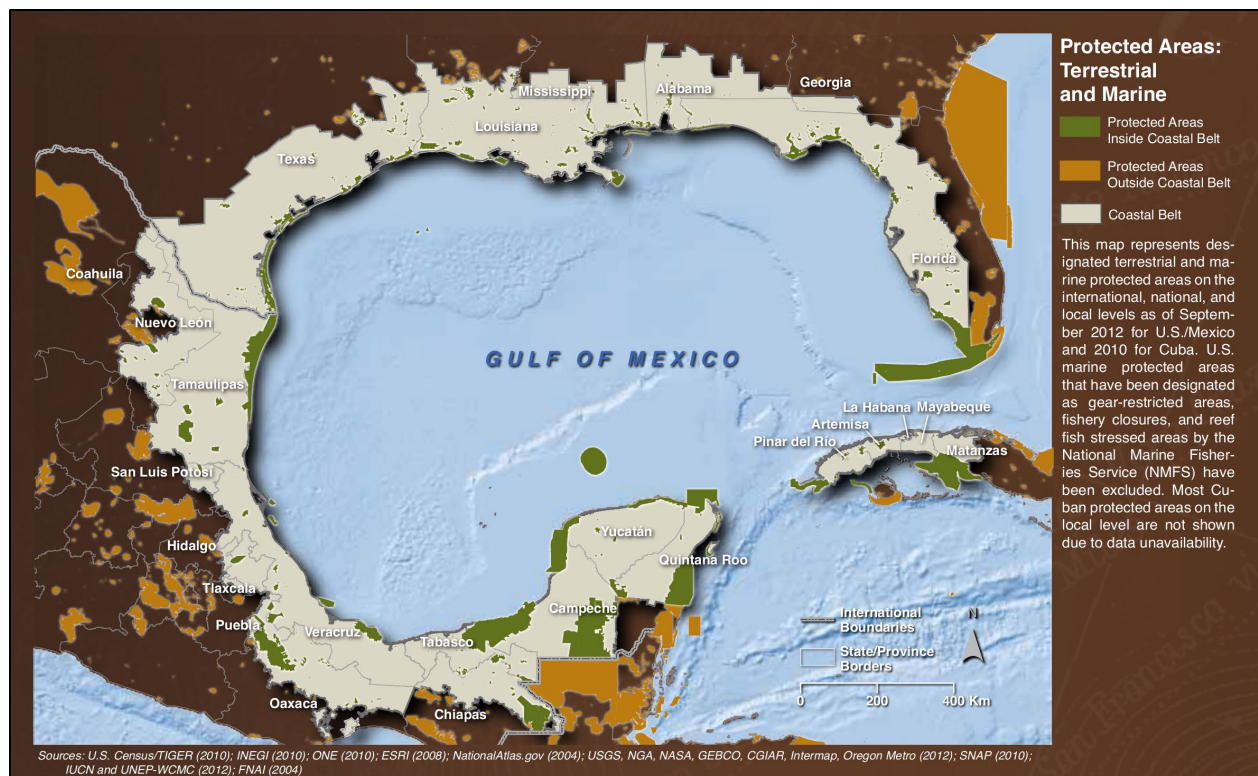 Protected Areas:
Terrestrial
and Marine
Protected Areas
Inside Coastal Belt
Protected Areas
Outside Coastal Belt
Coastal Belt
This map represents des-
ignated terrestrial and ma-
rine protected areas on the
international, national, and
local levels as of Septem-
ber 2012 for U.S./Mexico
and 2010 for Cuba. U.S.
marine protected areas
that have been designated
as gear-restricted areas,
fishery closures, and reef
fish stressed areas by the
National Marine Fisher-
ies Service (NMFS) have
been excluded. Most Cu-
ban protected areas on the
local level are not shown
due to data unavailability.
Georgia
Alabama
Mississippi
Louisiana
Texas
Florida
Coahuila
Nuevo León
GULF OF MEXICO
Tamaulipas
La Habana
Mayabeque
Artemisa
Pinar del Río
Matanzas
San Luis Potosí
Yucatán
Hidalgo
Quintana Roo
Tlaxcala
Campeche
Puebla
Veracruz
Tabasco
Oaxaca
Chiapas
International
Boundaries
State/Province
Borders
N
0 200 400 Km
Sources: U.S. Census/TIGER (2010); INEGI (2010); ONE (2010); ESRI (2008); NationalAtlas.gov (2004); USGS, NGA, NASA, GEBCO, CGIAR, Intermap, Oregon Metro (2012); SNAP (2010);
IUCN and UNEP-WCMC (2012); FNAI (2004)